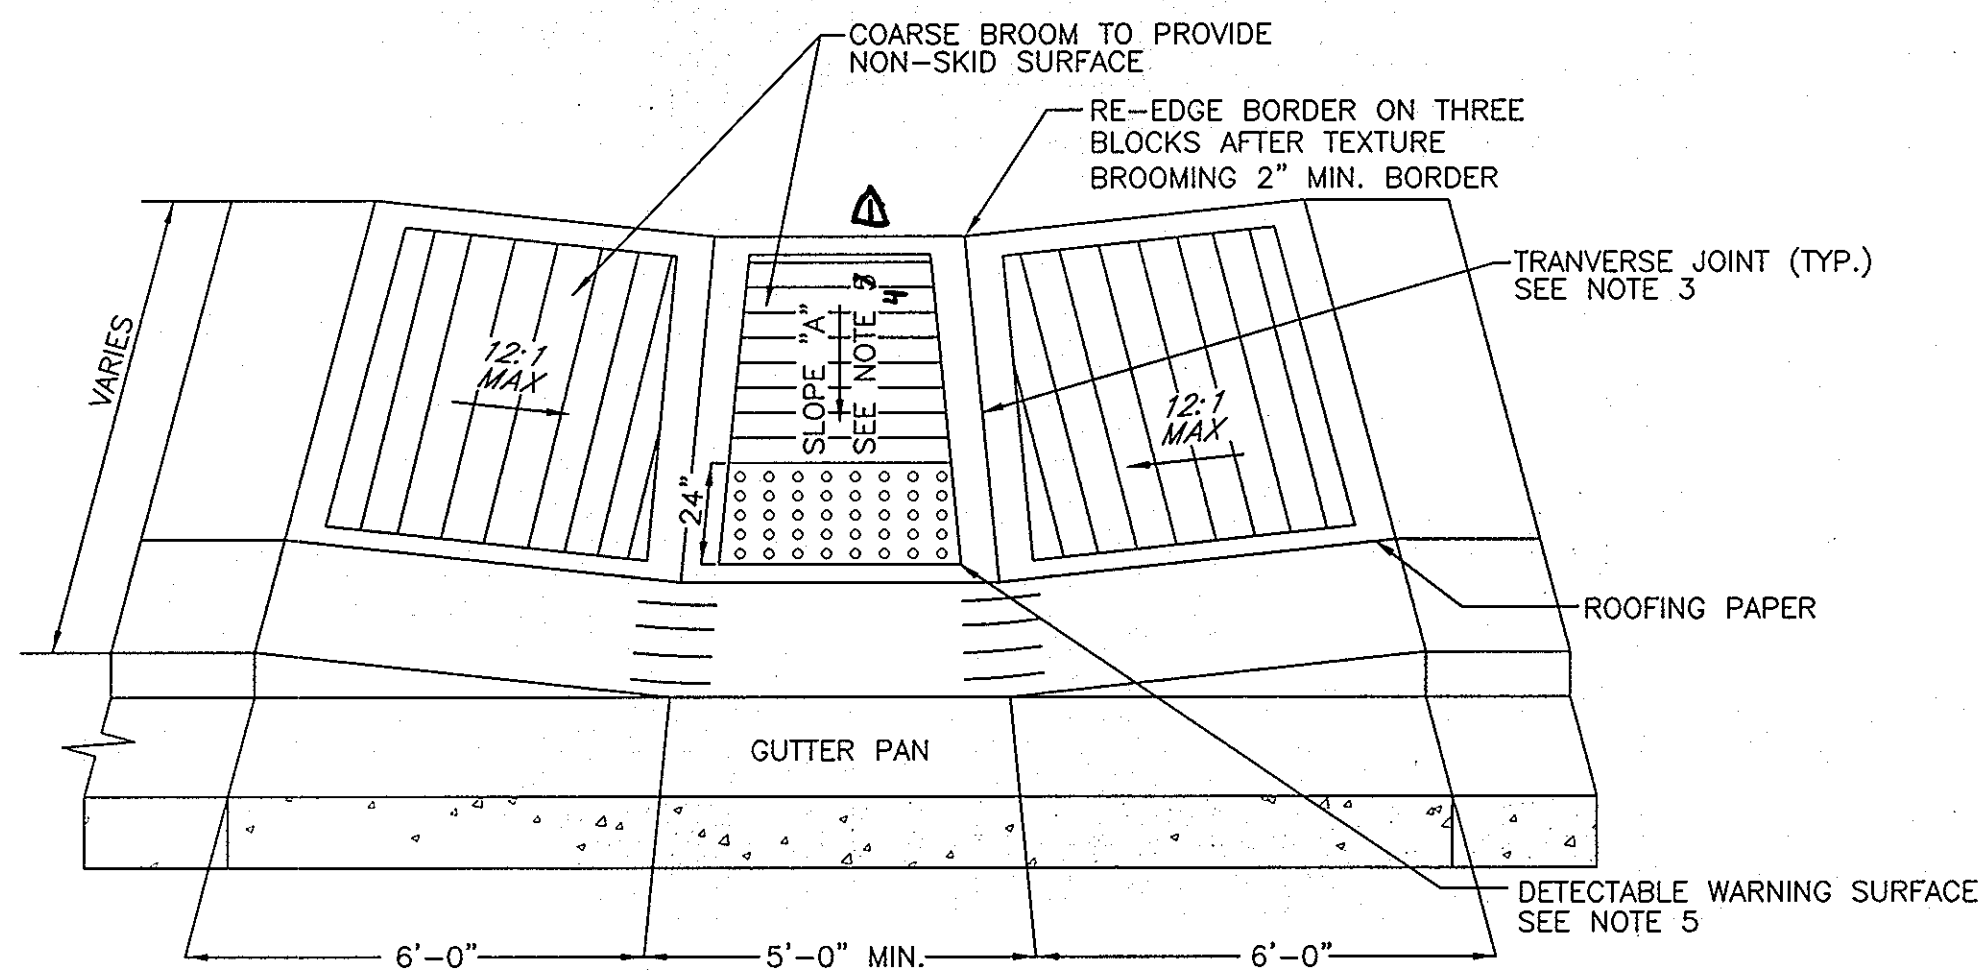 COARSE BROOM TO PROVIDE
NON-SKID SURFACE
RE-EDGE BORDER ON THREE
BLOCKS AFTER TEXTURE
BROOMING 2" MIN. BORDER
1
TRANVERSE JOINT (TYP.)
SEE NOTE 3
VARIES
12:1
MAX
SLOPE "A"
SEE NOTE 4
12:1
MAX
24"
ROOFING PAPER
GUTTER PAN
DETECTABLE WARNING SURFACE
SEE NOTE 5
6'-0"
5'-0" MIN.
6'-0"